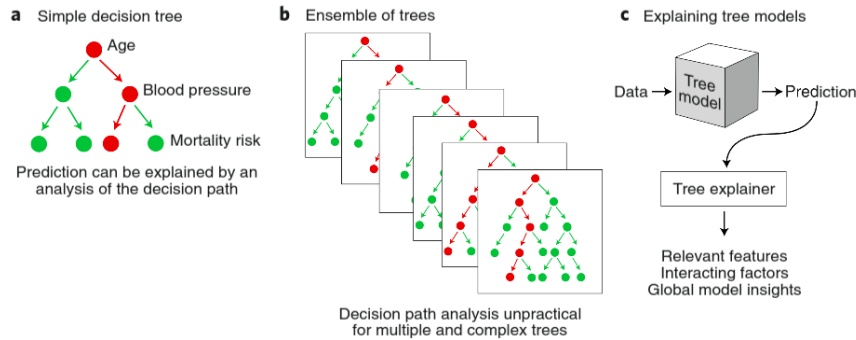 a Simple decision tree
Age
Blood pressure
Mortality risk
Prediction can be explained by an
analysis of the decision path
b Ensemble of trees
Decision path analysis unpractical
for multiple and complex trees
c Explaining tree models
Data
Tree
model
Prediction
Tree explainer
Relevant features
Interacting factors
Global model insights